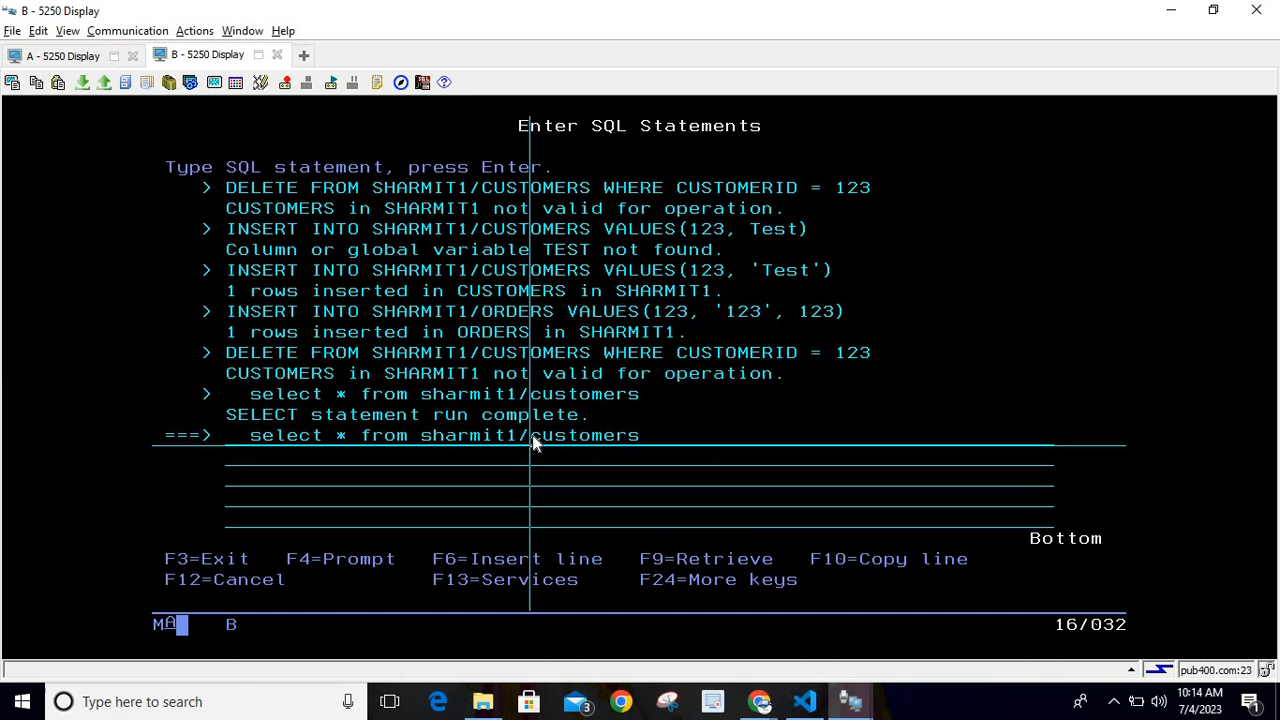 B - 5250 Display
File Edit View Communication Actions Window Help
A - 5250 Display
B - 5250 Display
Enter SQL Statements
Type SQL statement, press Enter.
> DELETE FROM SHARMIT1/CUSTOMERS WHERE CUSTOMERID = 123
CUSTOMERS in SHARMIT1 not valid for operation.
> INSERT INTO SHARMIT1/CUSTOMERS VALUES(123, Test)
Column or global variable TEST not found.
> INSERT INTO SHARMIT1/CUSTOMERS VALUES(123, 'Test')
1 rows inserted in CUSTOMERS in SHARMIT1.
> INSERT INTO SHARMIT1/ORDERS VALUES(123, '123', 123)
1 rows inserted in ORDERS in SHARMIT1.
> DELETE FROM SHARMIT1/CUSTOMERS WHERE CUSTOMERID = 123
CUSTOMERS in SHARMIT1 not valid for operation.
> select * from sharmit1/customers
SELECT statement run complete.
===> select * from sharmit1/customers
Bottom
F3=Exit F4=Prompt F6=Insert line F9=Retrieve F10=Copy line
F12=Cancel F13=Services F24=More keys
MA B 16/032
pub400.com:23
Type here to search
3
10:14 AM
7/4/2023
1